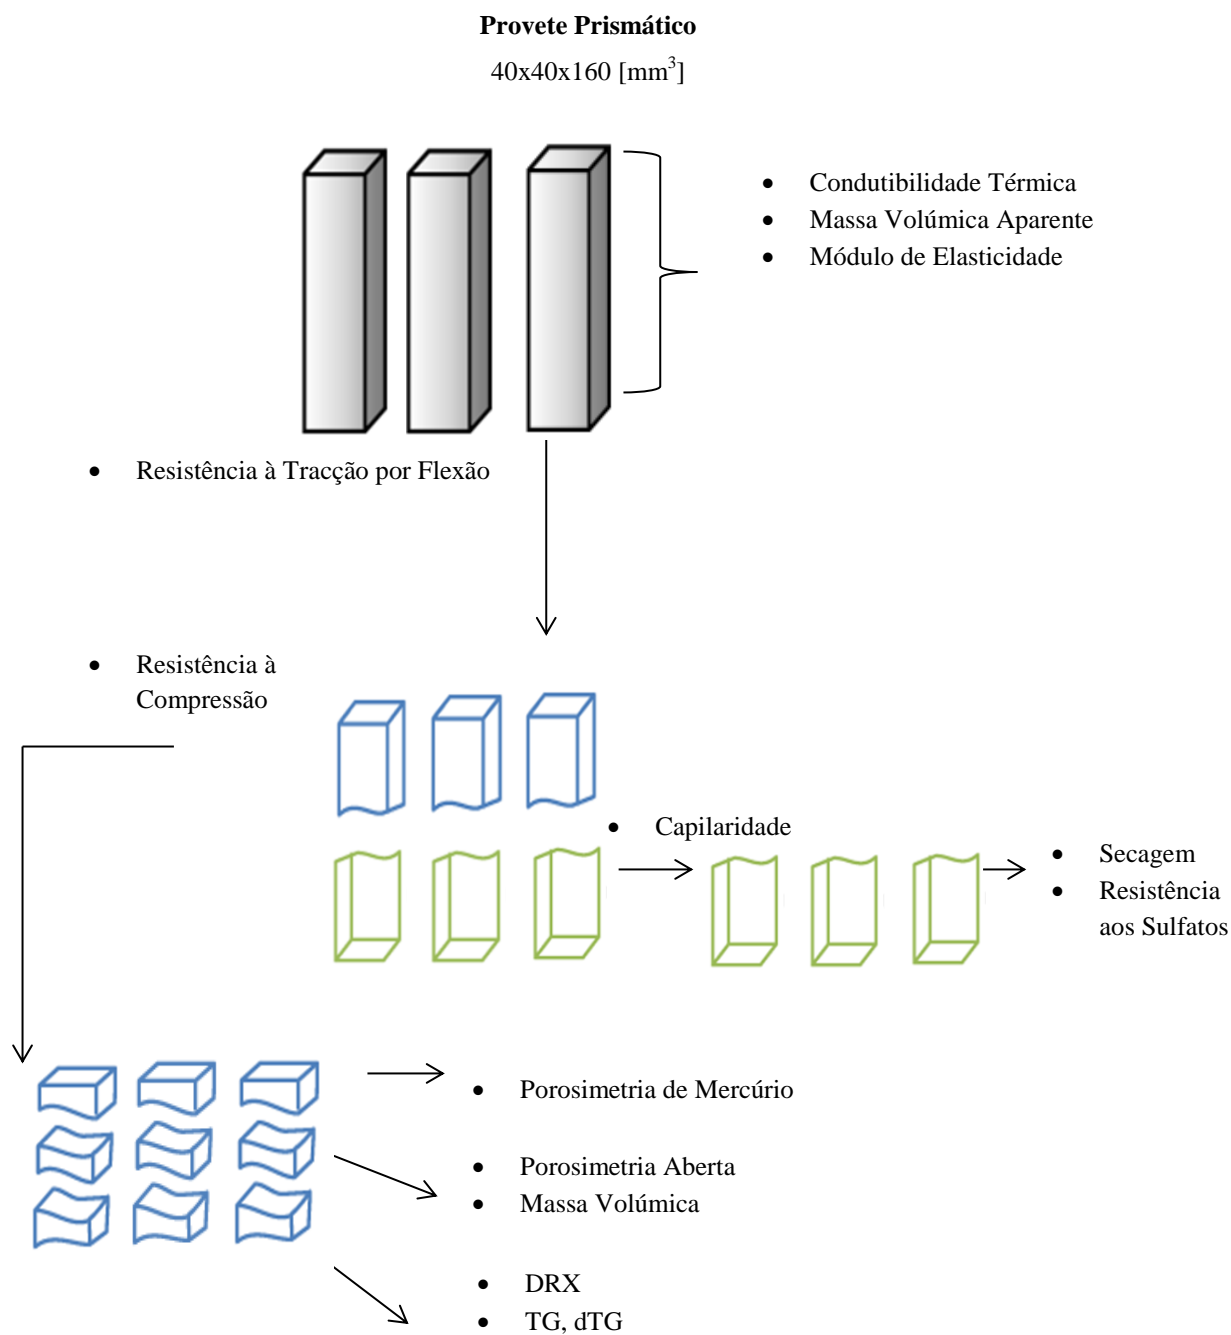 Provete Prismático
40x40x160 [mm³]
• Condutibilidade Térmica
• Massa Volúmica Aparente
• Módulo de Elasticidade
• Resistência à Tracção por Flexão
• Resistência à
Compressão
• Capilaridade
• Secagem
• Resistência
aos Sulfatos
• Porosimetria de Mercúrio
• Porosimetria Aberta
• Massa Volúmica
• DRX
• TG, dTG